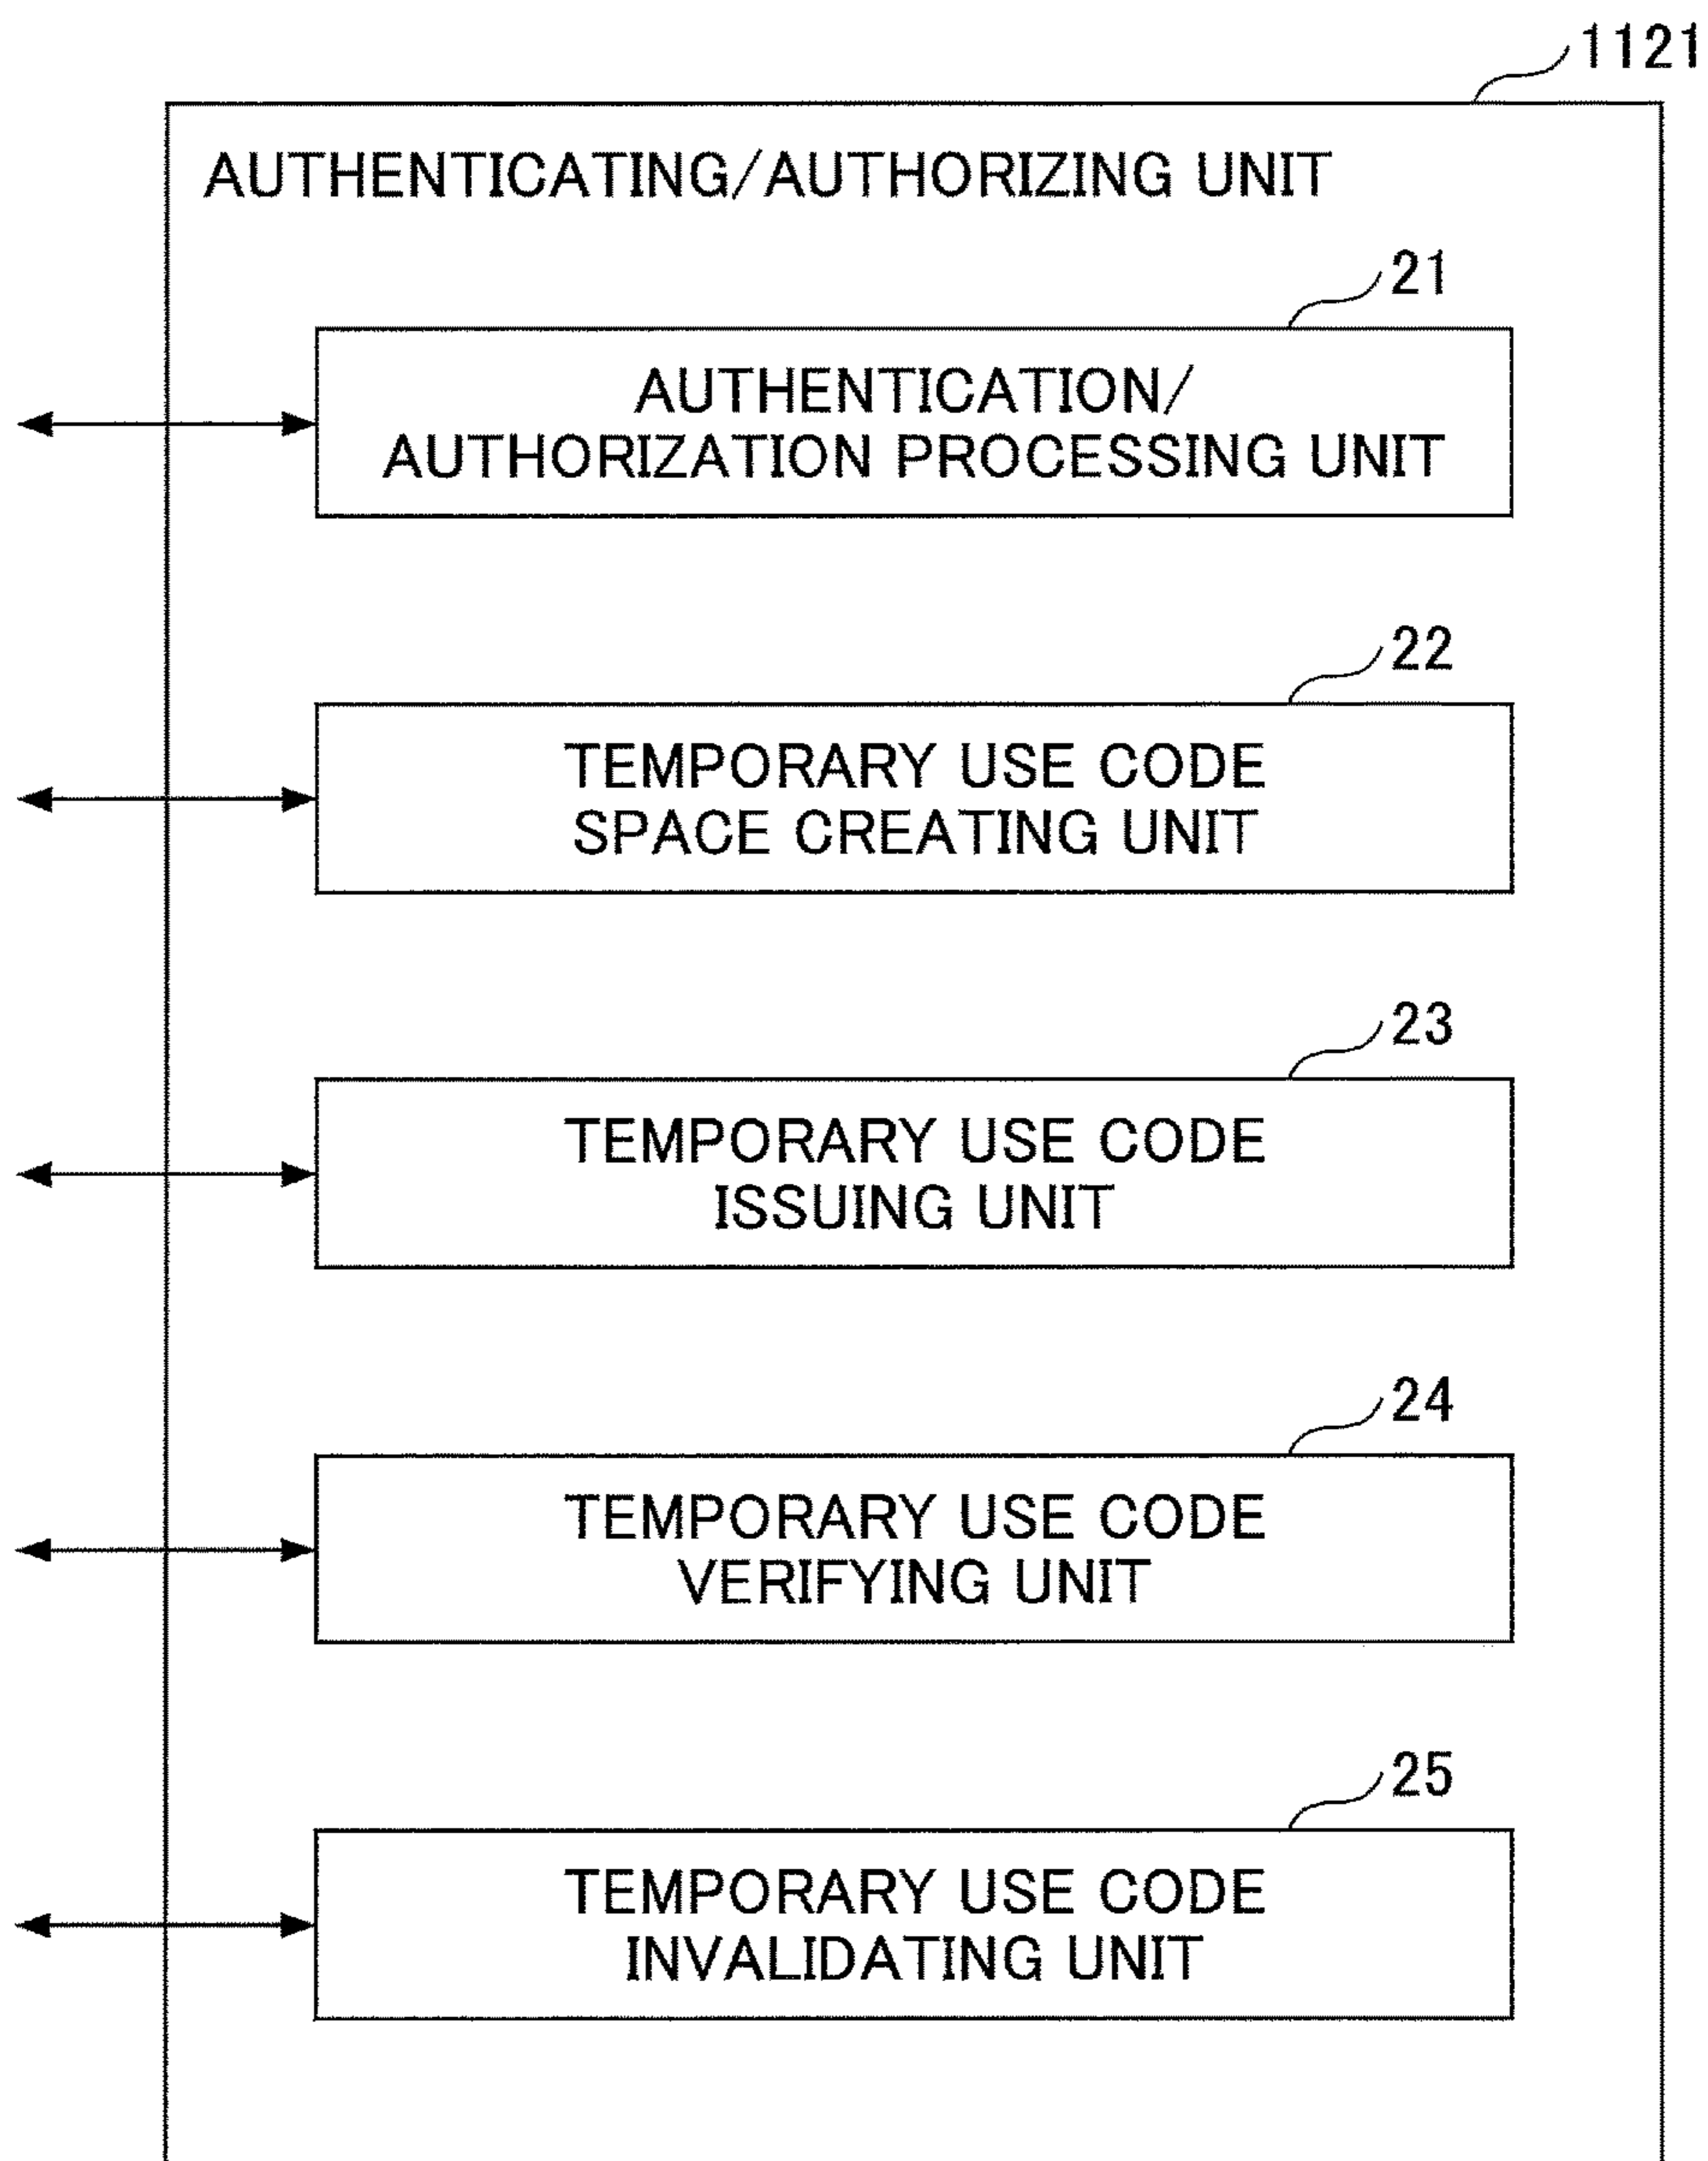 1121
AUTHENTICATING/AUTHORIZING UNIT
21
AUTHENTICATION/
AUTHORIZATION PROCESSING UNIT
22
TEMPORARY USE CODE
SPACE CREATING UNIT
23
TEMPORARY USE CODE
ISSUING UNIT
24
TEMPORARY USE CODE
VERIFYING UNIT
25
TEMPORARY USE CODE
INVALIDATING UNIT